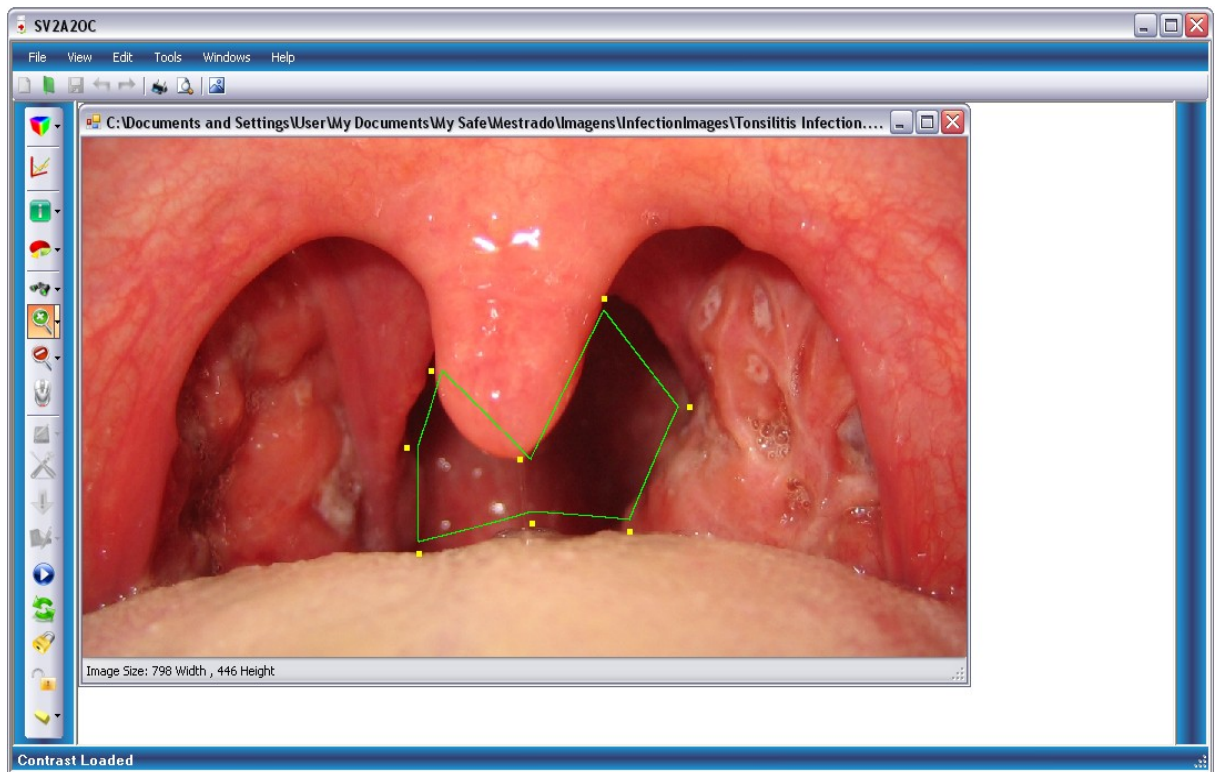 SV2A2OC
File View Edit Tools Windows Help
C:\Documents and Settings\User\My Documents\My Safe\Mestrado\Imagens\InfectionImages\Tonsilitis Infection....
Image Size: 798 Width , 446 Height
Contrast Loaded